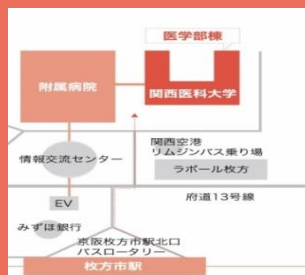 医学部棟
附属病院
関西医科大学
関西空港
リムジンバス乗り場
情報交流センター
ラポール枚方
府道13号線
EV
みずほ銀行
京阪枚方市駅北口
バスロータリー
枚方市駅